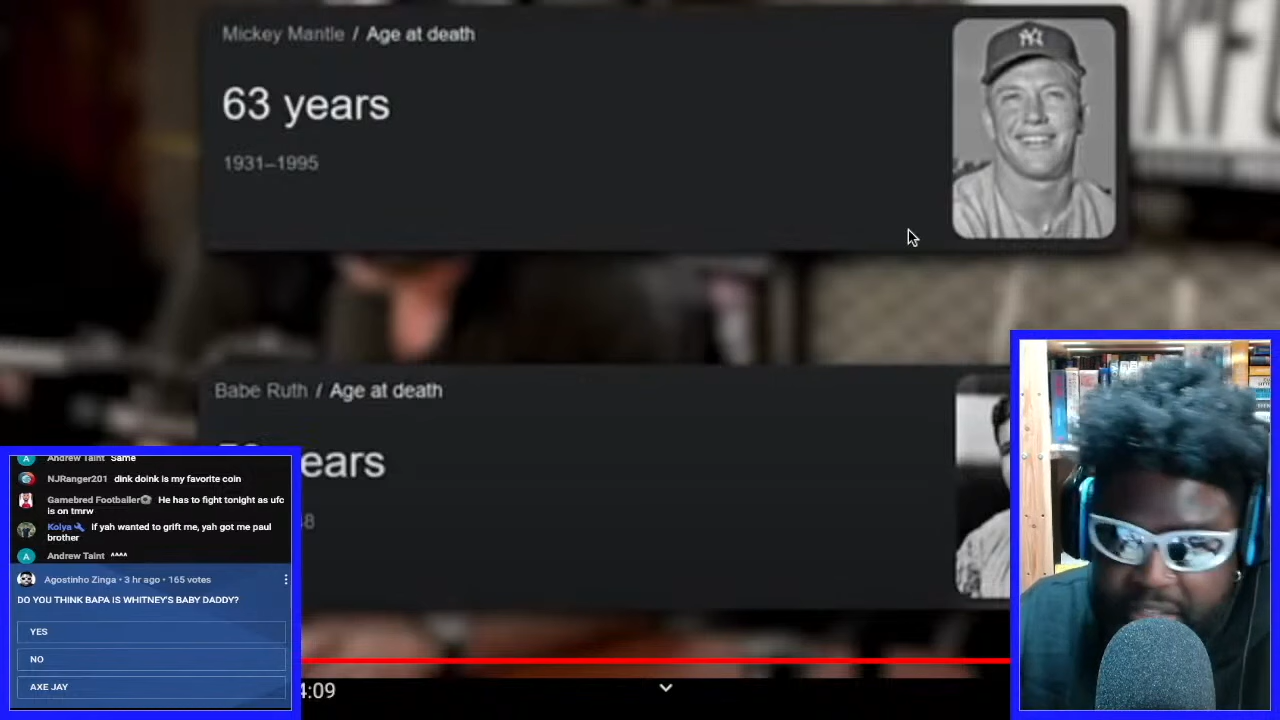 Mickey Mantle / Age at death
63 years
1931–1995
Babe Ruth / Age at death
ears
8
Andrew Taint Same
NJRanger201 dink doink is my favorite coin
Gamebred Footballer He has to fight tonight as ufc
is on tmrw
Kolya If yah wanted to grift me, yah got me paul
brother
Andrew Taint ^^^^
Agostinho Zinga • 3 hr ago • 165 votes
DO YOU THINK BAPA IS WHITNEY'S BABY DADDY?
YES
NO
AXE JAY
4:09